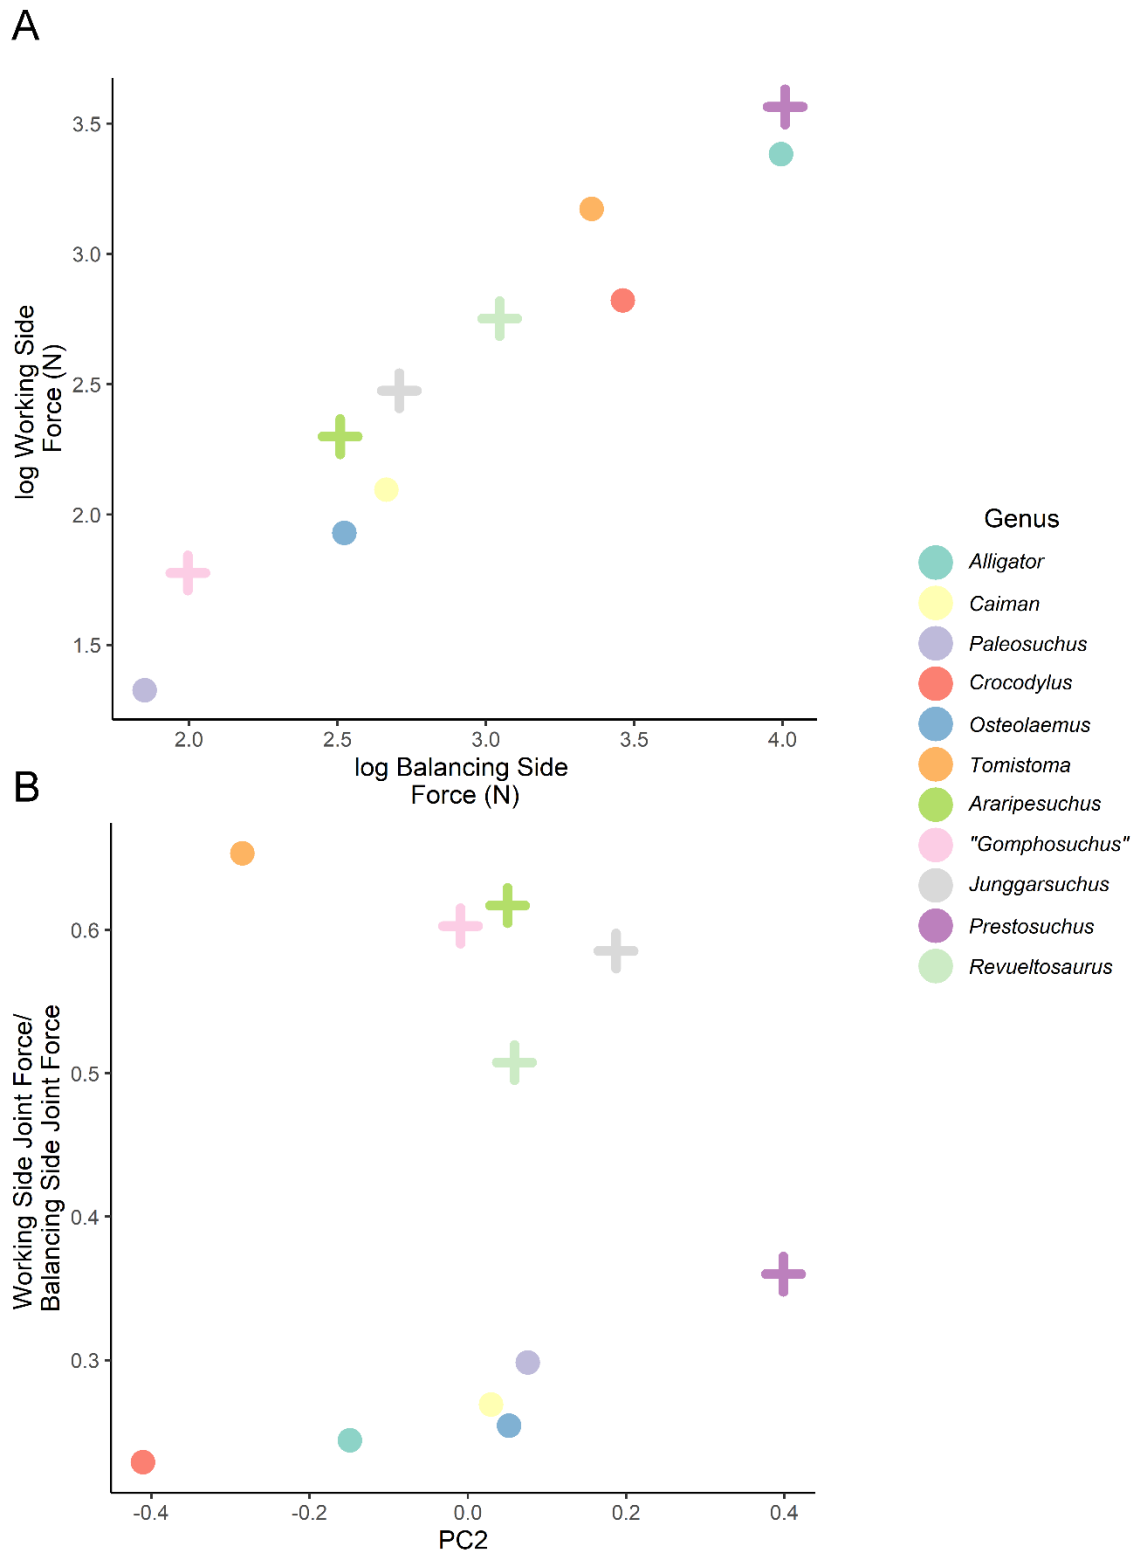 A
3.5
3.0
2.5
2.0
1.5
log Working Side
Force (N)
2.0 2.5 3.0 3.5 4.0
log Balancing Side
Force (N)
Genus
Alligator
Caiman
Paleosuchus
Crocodylus
Osteolaemus
Tomistoma
Araripesuchus
"Gomphosuchus"
Junggarsuchus
Prestosuchus
Revueltosaurus
B
0.6
0.5
0.4
0.3
Working Side Joint Force/
Balancing Side Joint Force
-0.4 -0.2 0.0 0.2 0.4
PC2